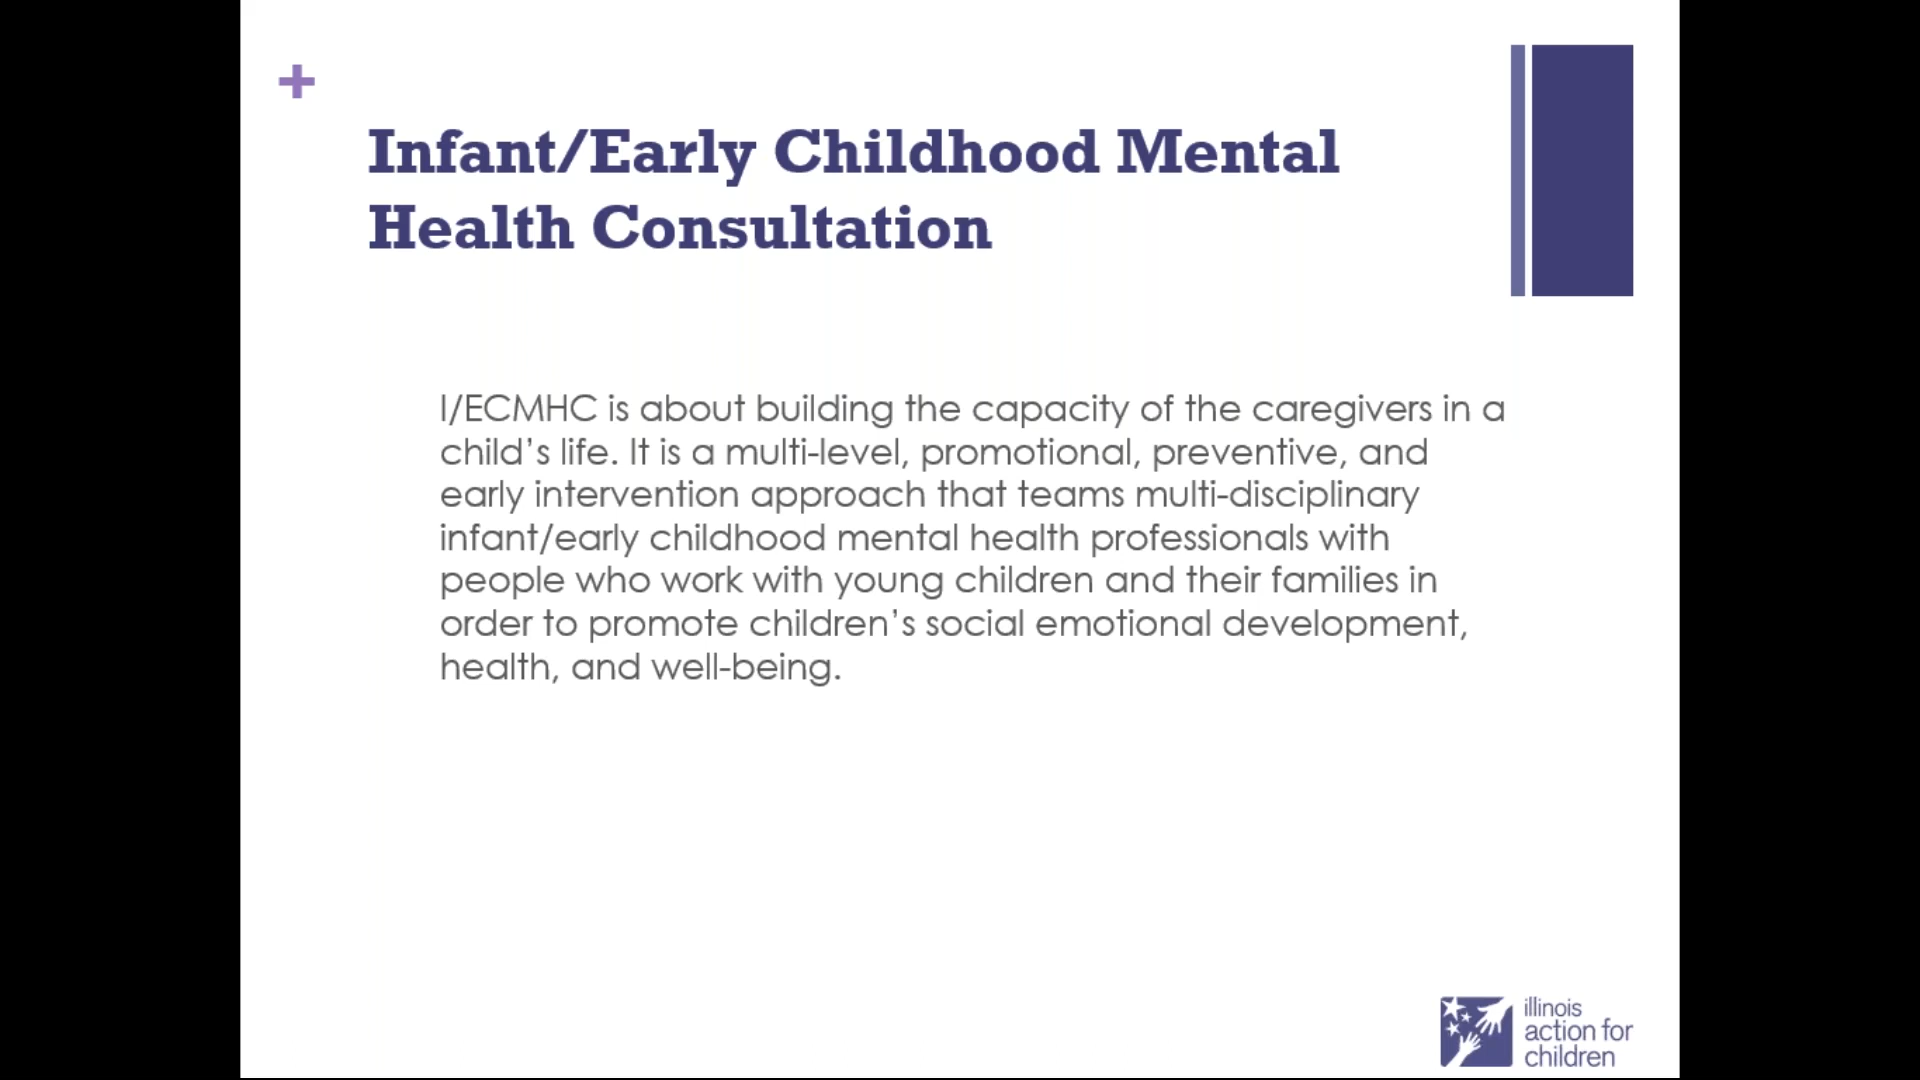 +
Infant/Early Childhood Mental
Health Consultation
I/ECMHC is about building the capacity of the caregivers in a
child’s life. It is a multi-level, promotional, preventive, and
early intervention approach that teams multi-disciplinary
infant/early childhood mental health professionals with
people who work with young children and their families in
order to promote children’s social emotional development,
health, and well-being.
illinois
action for
children